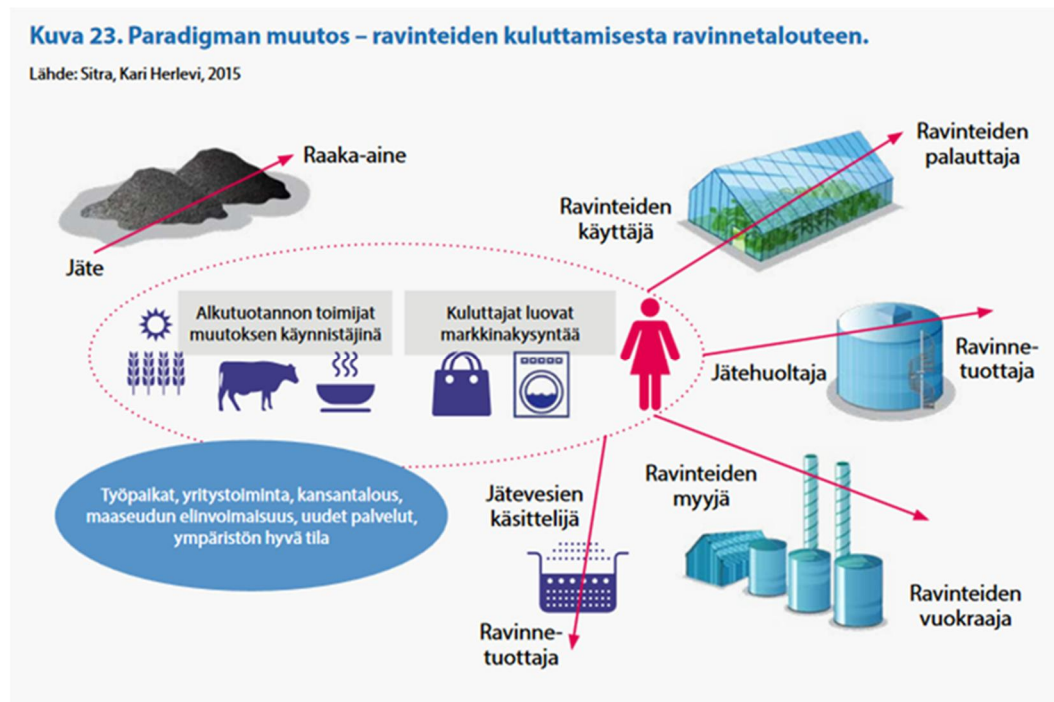 Kuva 23. Paradigman muutos – ravinteiden kuluttamisesta ravinnetalouteen.
Lähde: Sitra, Kari Herlevi, 2015
Raaka-aine
Jäte
Ravinteiden
palauttaja
Ravinteiden
käyttäjä
Alkutuotannon toimijat
muutoksen käynnistäjinä
Kuluttajat luovat
markkinakysyntää
Jätehuoltaja
Ravinne-
tuottaja
Työpaikat, yritystoiminta, kansantalous,
maaseudun elinvoimaisuus, uudet palvelut,
ympäristön hyvä tila
Jätevesien
käsittelijä
Ravinne-
tuottaja
Ravinteiden
myyjä
Ravinteiden
vuokraaja